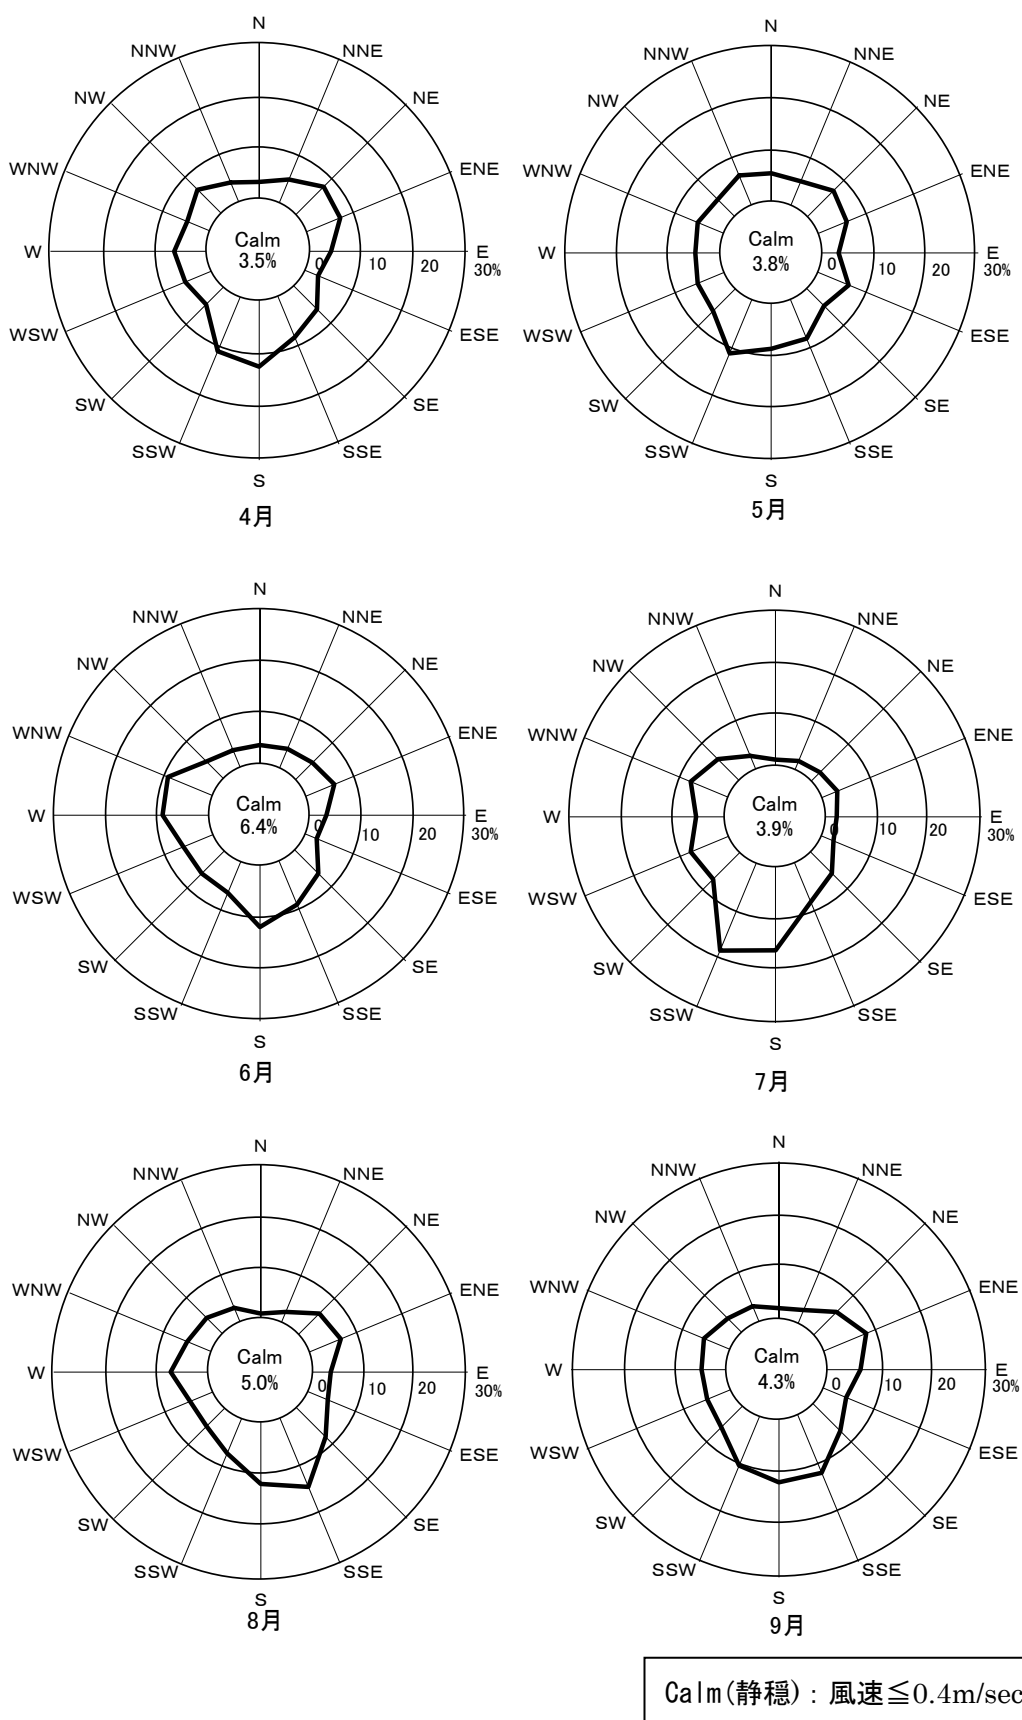 N
NNW NNE
NW NE
WNW ENE
Calm
3.5%
W 0 10 20 E
30%
WSW ESE
SW SE
SSW SSE
S
4月
N
NNW NNE
NW NE
WNW ENE
Calm
3.8%
W 0 10 20 E
30%
WSW ESE
SW SE
SSW SSE
S
5月
N
NNW NNE
NW NE
WNW ENE
Calm
6.4%
W 0 10 20 E
30%
WSW ESE
SW SE
SSW SSE
S
6月
N
NNW NNE
NW NE
WNW ENE
Calm
3.9%
W 0 10 20 E
30%
WSW ESE
SW SE
SSW SSE
S
7月
N
NNW NNE
NW NE
WNW ENE
Calm
5.0%
W 0 10 20 E
30%
WSW ESE
SW SE
SSW SSE
S
8月
N
NNW NNE
NW NE
WNW ENE
Calm
4.3%
W 0 10 20 E
30%
WSW ESE
SW SE
SSW SSE
S
9月
Calm(静穏)：風速≦0.4m/sec